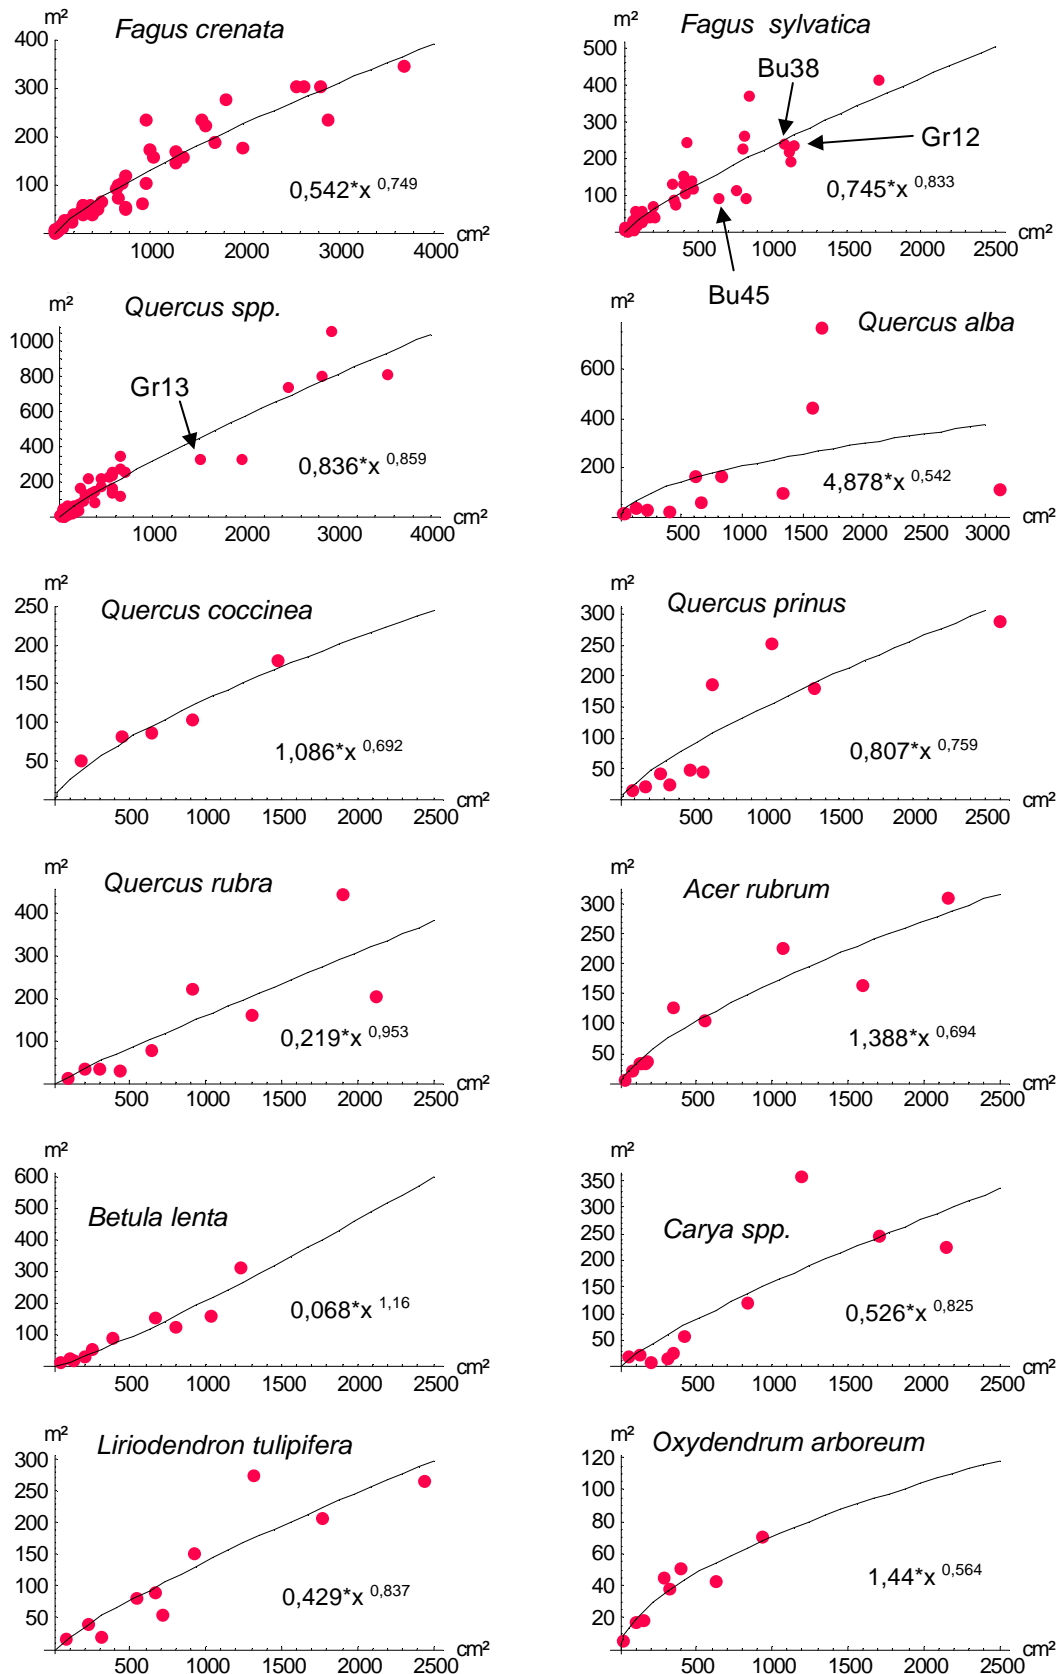 m²
Fagus crenata
400
300
200
100
0,542*x 0,749
1000 2000 3000 4000 cm²
Fagus sylvatica
500
400
300
200
100
Bu38
Gr12
0,745*x 0,833
500 1000 1500 2000 2500 cm²
Bu45
m²
Quercus spp.
1000
800
600
400
200
Gr13
0,836*x 0,859
1000 2000 3000 4000 cm²
m²
Quercus alba
600
400
200
4,878*x 0,542
500 1000 1500 2000 2500 3000 cm²
m²
Quercus coccinea
250
200
150
100
50
1,086*x 0,692
500 1000 1500 2000 2500 cm²
m²
Quercus prinus
300
250
200
150
100
50
0,807*x 0,759
500 1000 1500 2000 2500 cm²
m²
Quercus rubra
400
300
200
100
0,219*x 0,953
500 1000 1500 2000 2500 cm²
m²
Acer rubrum
300
250
200
150
100
50
1,388*x 0,694
500 1000 1500 2000 2500 cm²
m²
600
500
400
300
200
100
Betula lenta
0,068*x 1,16
500 1000 1500 2000 2500 cm²
m²
350
300
250
200
150
100
50
Carya spp.
0,526*x 0,825
500 1000 1500 2000 2500 cm²
m²
Liriodendron tulipifera
300
250
200
150
100
50
0,429*x 0,837
500 1000 1500 2000 2500 cm²
m²
Oxydendrum arboreum
120
100
80
60
40
20
1,44*x 0,564
500 1000 1500 2000 2500 cm²